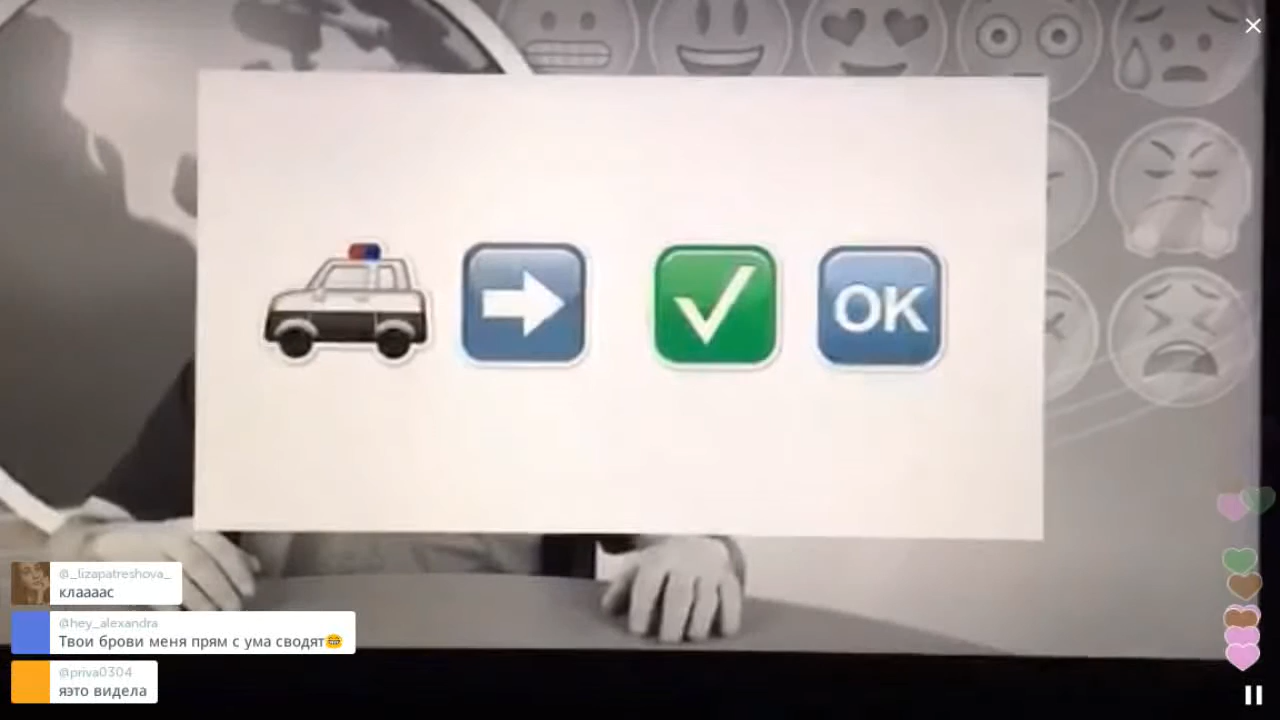 OK
@_lizapatreshova_
клаааас
@hey_alexandra
Твои брови меня прям с ума сводят😂
@priva0304
яэто видела